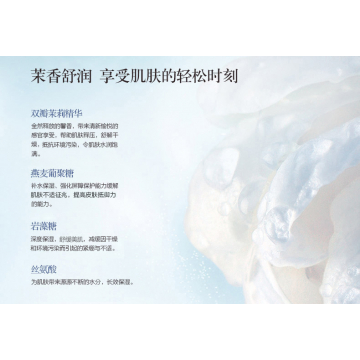 茉香舒润 享受肌肤的轻松时刻
双瓣茉莉精华
全然释放的馨香，带来清新愉悦的
感官享受，帮助肌肤释压，舒解干
燥、抵抗环境污染，令肌肤水润饱
满。
燕麦葡聚糖
补水保湿、强化屏障保护能力缓解
肌肤不适征兆，提高皮肤抵御力
的能力。
岩藻糖
深度保湿、舒缓美肌、减缓因干燥
和环境污染而引起的紧绷与不适。
丝氨酸
为肌肤带来源源不断的水分，长效保湿。